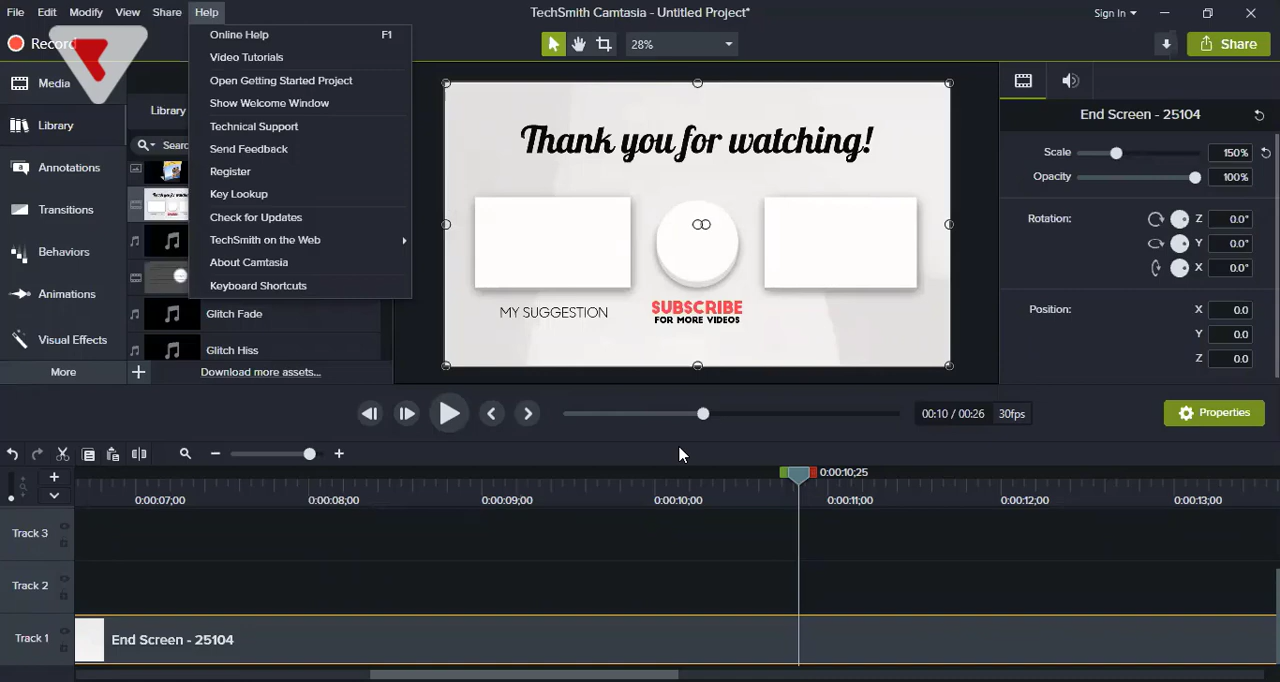 File Edit Modify View Share Help
TechSmith Camtasia - Untitled Project*
Sign In
Record
28%
Share
Online Help F1
Video Tutorials
Open Getting Started Project
Show Welcome Window
Technical Support
Send Feedback
Register
Key Lookup
Check for Updates
TechSmith on the Web
About Camtasia
Keyboard Shortcuts
Media
Library
Annotations
Transitions
Behaviors
Animations
Visual Effects
More
Library
Searc
Glitch Fade
Glitch Hiss
Download more assets...
Thank you for watching!
MY SUGGESTION
SUBSCRIBE
FOR MORE VIDEOS
End Screen - 25104
Scale 150%
Opacity 100%
Rotation: Z 0.0°
Y 0.0°
X 0.0°
Position: X 0.0
Y 0.0
Z 0.0
00:10 / 00:26 30fps
Properties
0:00:10;25
0:00:07;00 0:00:08;00 0:00:09;00 0:00:10;00 0:00:11;00 0:00:12;00 0:00:13;00
Track 3
Track 2
Track 1
End Screen - 25104